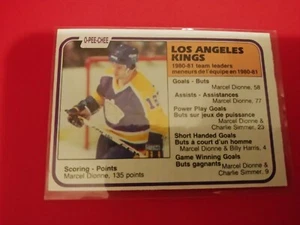 O-PEE-CHEE
LOS ANGELES
KINGS
1980-81 team leaders
meneurs de l'équipe en 1980-81
Goals - Buts
Marcel Dionne, 58
Assists - Assistances
Marcel Dionne, 77
Power Play Goals
Buts sur jeu de puissance
Marcel Dionne &
Charlie Simmer, 23
Short Handed Goals
Buts à court d'un homme
Marcel Dionne & Billy Harris, 4
Game Winning Goals
Buts gagnants
Marcel Dionne &
Charlie Simmer, 9
Scoring - Points
Marcel Dionne, 135 points